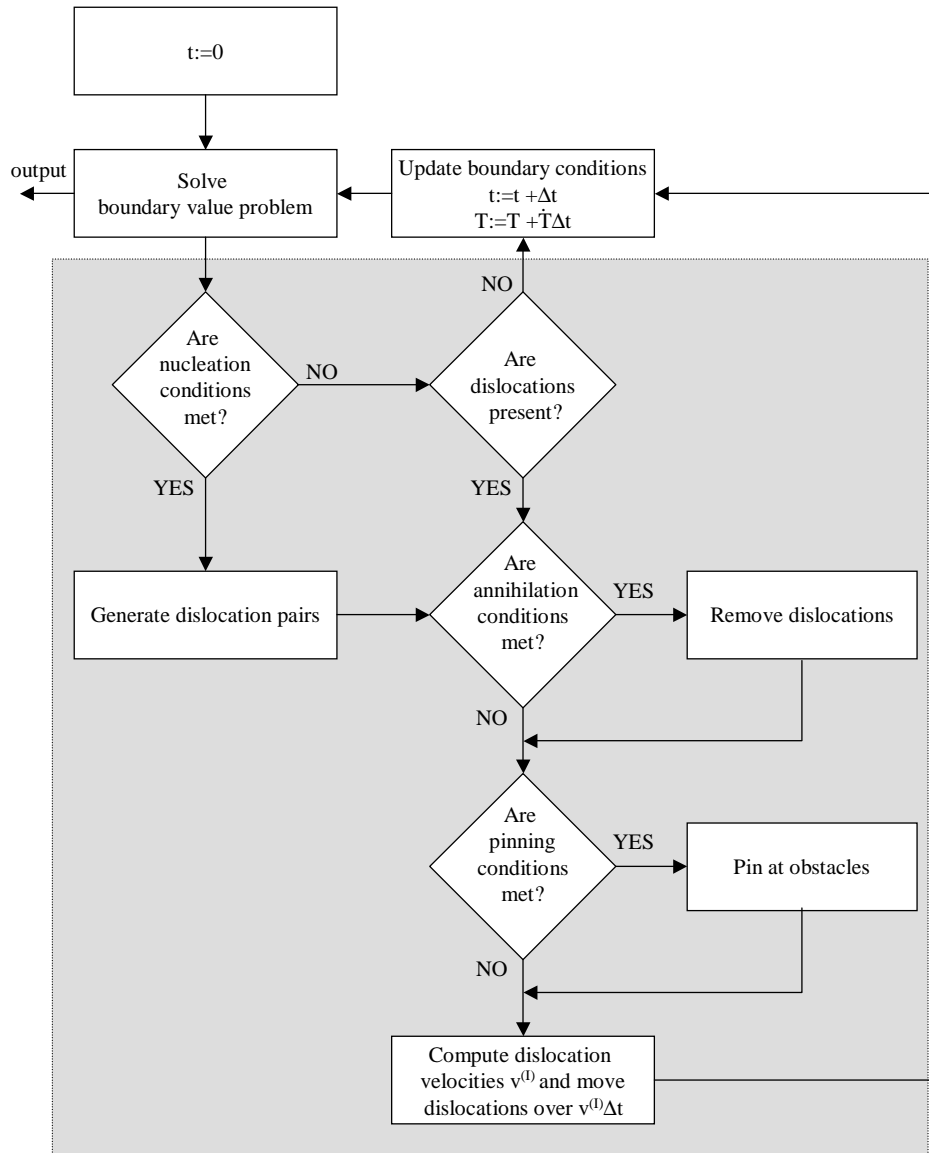 t:=0
output
Solve
boundary value problem
Update boundary conditions
t:=t +Δt
T:=T +ṪΔt
NO
Are
nucleation
conditions
met?
NO
Are
dislocations
present?
YES
YES
Are
annihilation
conditions
met?
YES
Generate dislocation pairs
Remove dislocations
NO
Are
pinning
conditions
met?
YES
Pin at obstacles
NO
Compute dislocation
velocities v⁽ᴵ⁾ and move
dislocations over v⁽ᴵ⁾Δt